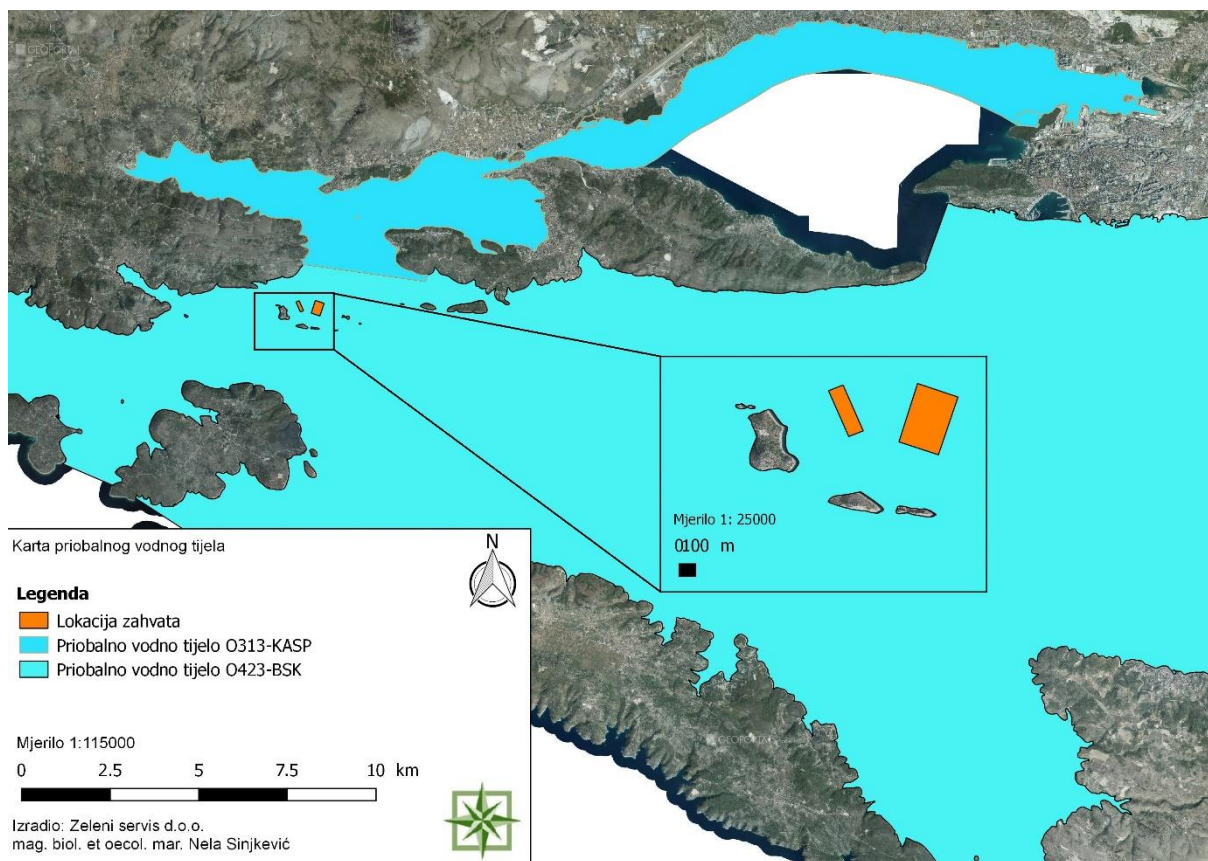 GEOPORTAL
Mjerilo 1: 25000
0100 m
Karta priobalnog vodnog tijela
N
Legenda
Lokacija zahvata
Priobalno vodno tijelo O313-KASP
Priobalno vodno tijelo O423-BSK
GEOPORTAL
Mjerilo 1:115000
0 2.5 5 7.5 10 km
Izradio: Zeleni servis d.o.o.
mag. biol. et oecol. mar. Nela Sinjkević